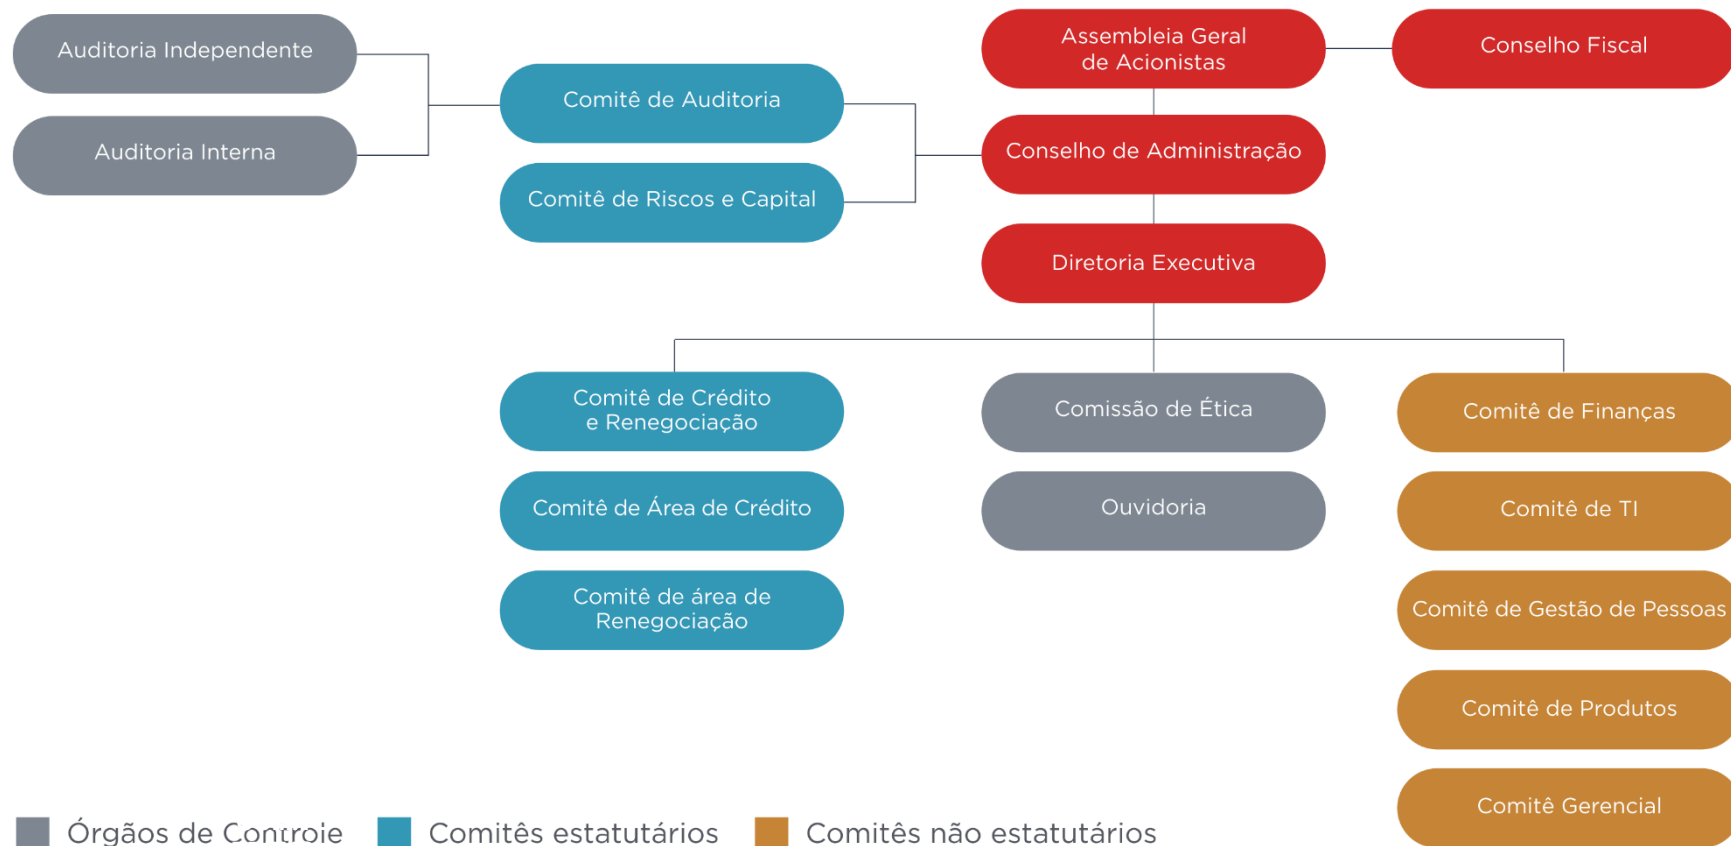 Auditoria Independente
Auditoria Interna
Comitê de Auditoria
Comitê de Riscos e Capital
Assembleia Geral
de Acionistas
Conselho Fiscal
Conselho de Administração
Diretoria Executiva
Comitê de Crédito
e Renegociação
Comitê de Área de Crédito
Comitê de área de
Renegociação
Comissão de Ética
Ouvidoria
Comitê de Finanças
Comitê de TI
Comitê de Gestão de Pessoas
Comitê de Produtos
Comitê Gerencial
Órgãos de Controle
Comitês estatutários
Comitês não estatutários